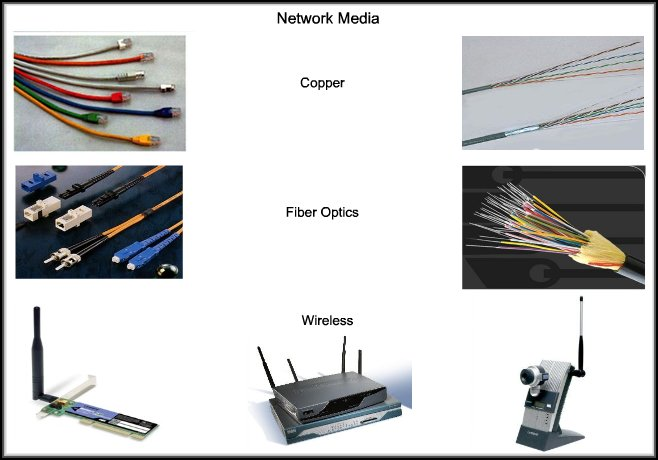 Network Media
Copper
Fiber Optics
Wireless